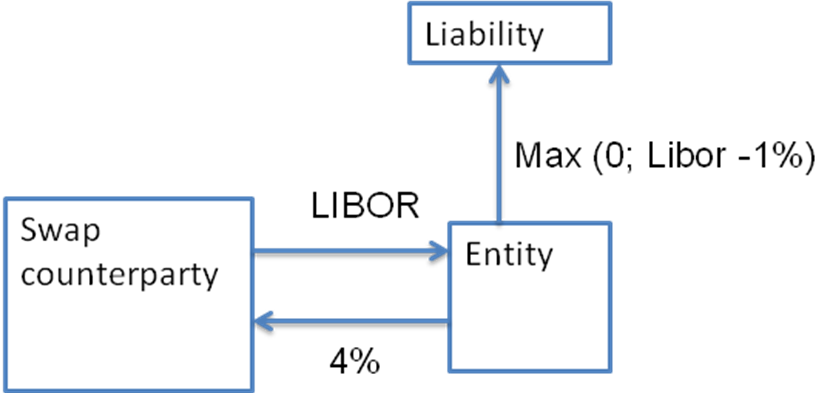 Liability
Max (0; Libor -1%)
LIBOR
Swap
counterparty
Entity
4%